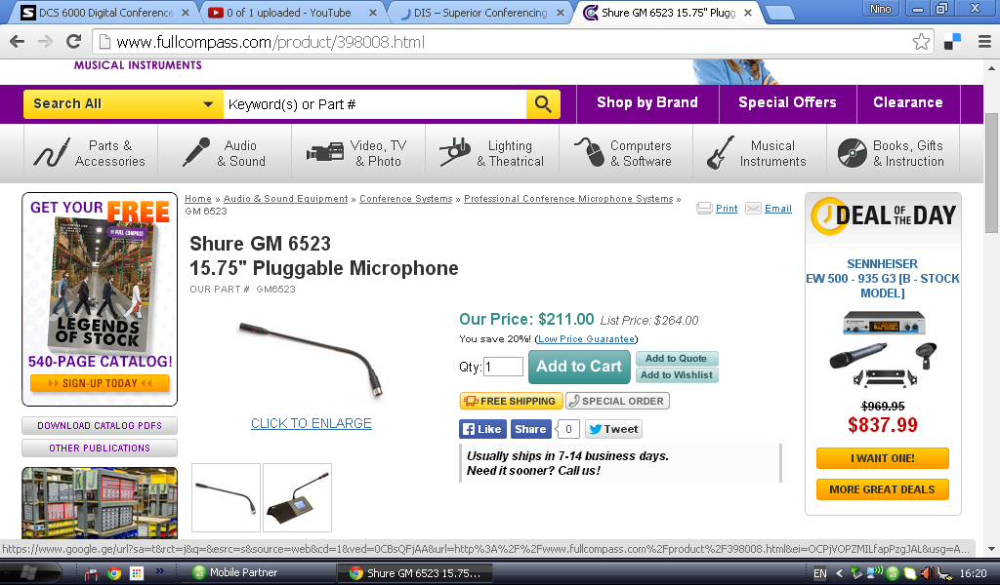 DCS 6000 Digital Conference
0 of 1 uploaded - YouTube
DIS – Superior Conferencing
Shure GM 6523 15.75" Plugg
Nino
www.fullcompass.com/product/398008.html
MUSICAL INSTRUMENTS
Search All
Keyword(s) or Part #
Shop by Brand
Special Offers
Clearance
Parts & Accessories
Audio & Sound
Video, TV & Photo
Lighting & Theatrical
Computers & Software
Musical Instruments
Books, Gifts & Instruction
GET YOUR FREE
FULL COMPASS
LEGENDS OF STOCK
540-PAGE CATALOG!
SIGN-UP TODAY
DOWNLOAD CATALOG PDFS
OTHER PUBLICATIONS
Home » Audio & Sound Equipment » Conference Systems » Professional Conference Microphone Systems »
GM 6523
Print
Email
Shure GM 6523
15.75" Pluggable Microphone
OUR PART # GM6523
CLICK TO ENLARGE
Our Price: $211.00 List Price: $264.00
You save 20%! (Low Price Guarantee)
Qty: 1
Add to Cart
Add to Quote
Add to Wishlist
FREE SHIPPING
SPECIAL ORDER
Like
Share
0
Tweet
Usually ships in 7-14 business days.
Need it sooner? Call us!
DEAL OF THE DAY
SENNHEISER
EW 500 - 935 G3 [B - STOCK
MODEL]
$969.95
$837.99
I WANT ONE!
MORE GREAT DEALS
https://www.google.ge/url?sa=t&rct=j&q=&esrc=s&source=web&cd=1&ved=0CBsQFjAA&url=http%3A%2F%2Fwww.fullcompass.com%2Fproduct%2F398008.html&ei=OCPjVOPZMILfapPzgJAL&usg=A...
Mobile Partner
Shure GM 6523 15.75...
EN
16:20